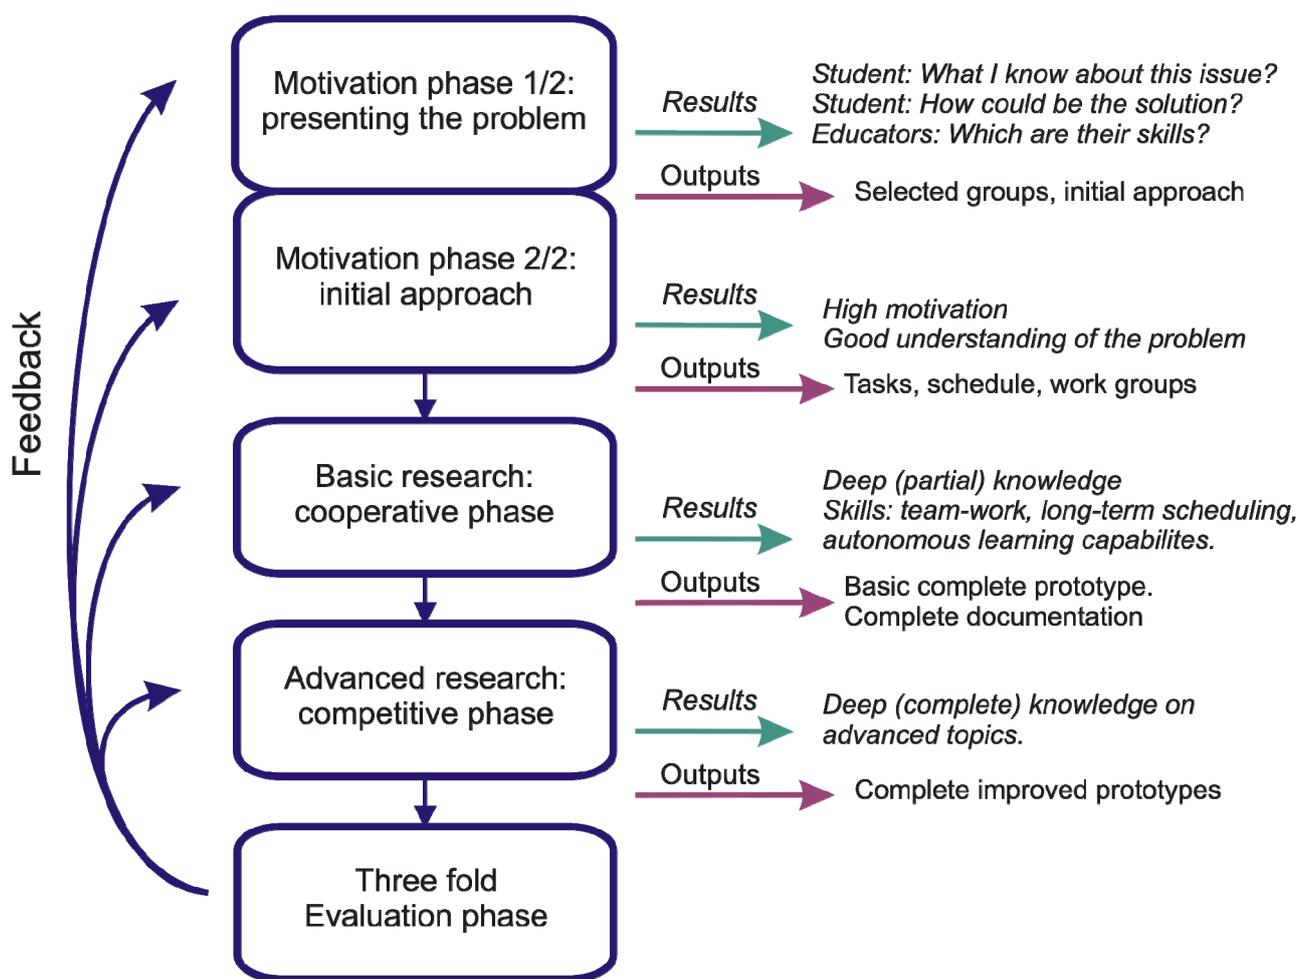 Motivation phase 1/2:
presenting the problem
Results
Student: What I know about this issue?
Student: How could be the solution?
Educators: Which are their skills?
Outputs
Selected groups, initial approach
Motivation phase 2/2:
initial approach
Results
High motivation
Good understanding of the problem
Outputs
Tasks, schedule, work groups
Feedback
Basic research:
cooperative phase
Results
Deep (partial) knowledge
Skills: team-work, long-term scheduling,
autonomous learning capabilites.
Outputs
Basic complete prototype.
Complete documentation
Advanced research:
competitive phase
Results
Deep (complete) knowledge on
advanced topics.
Outputs
Complete improved prototypes
Three fold
Evaluation phase